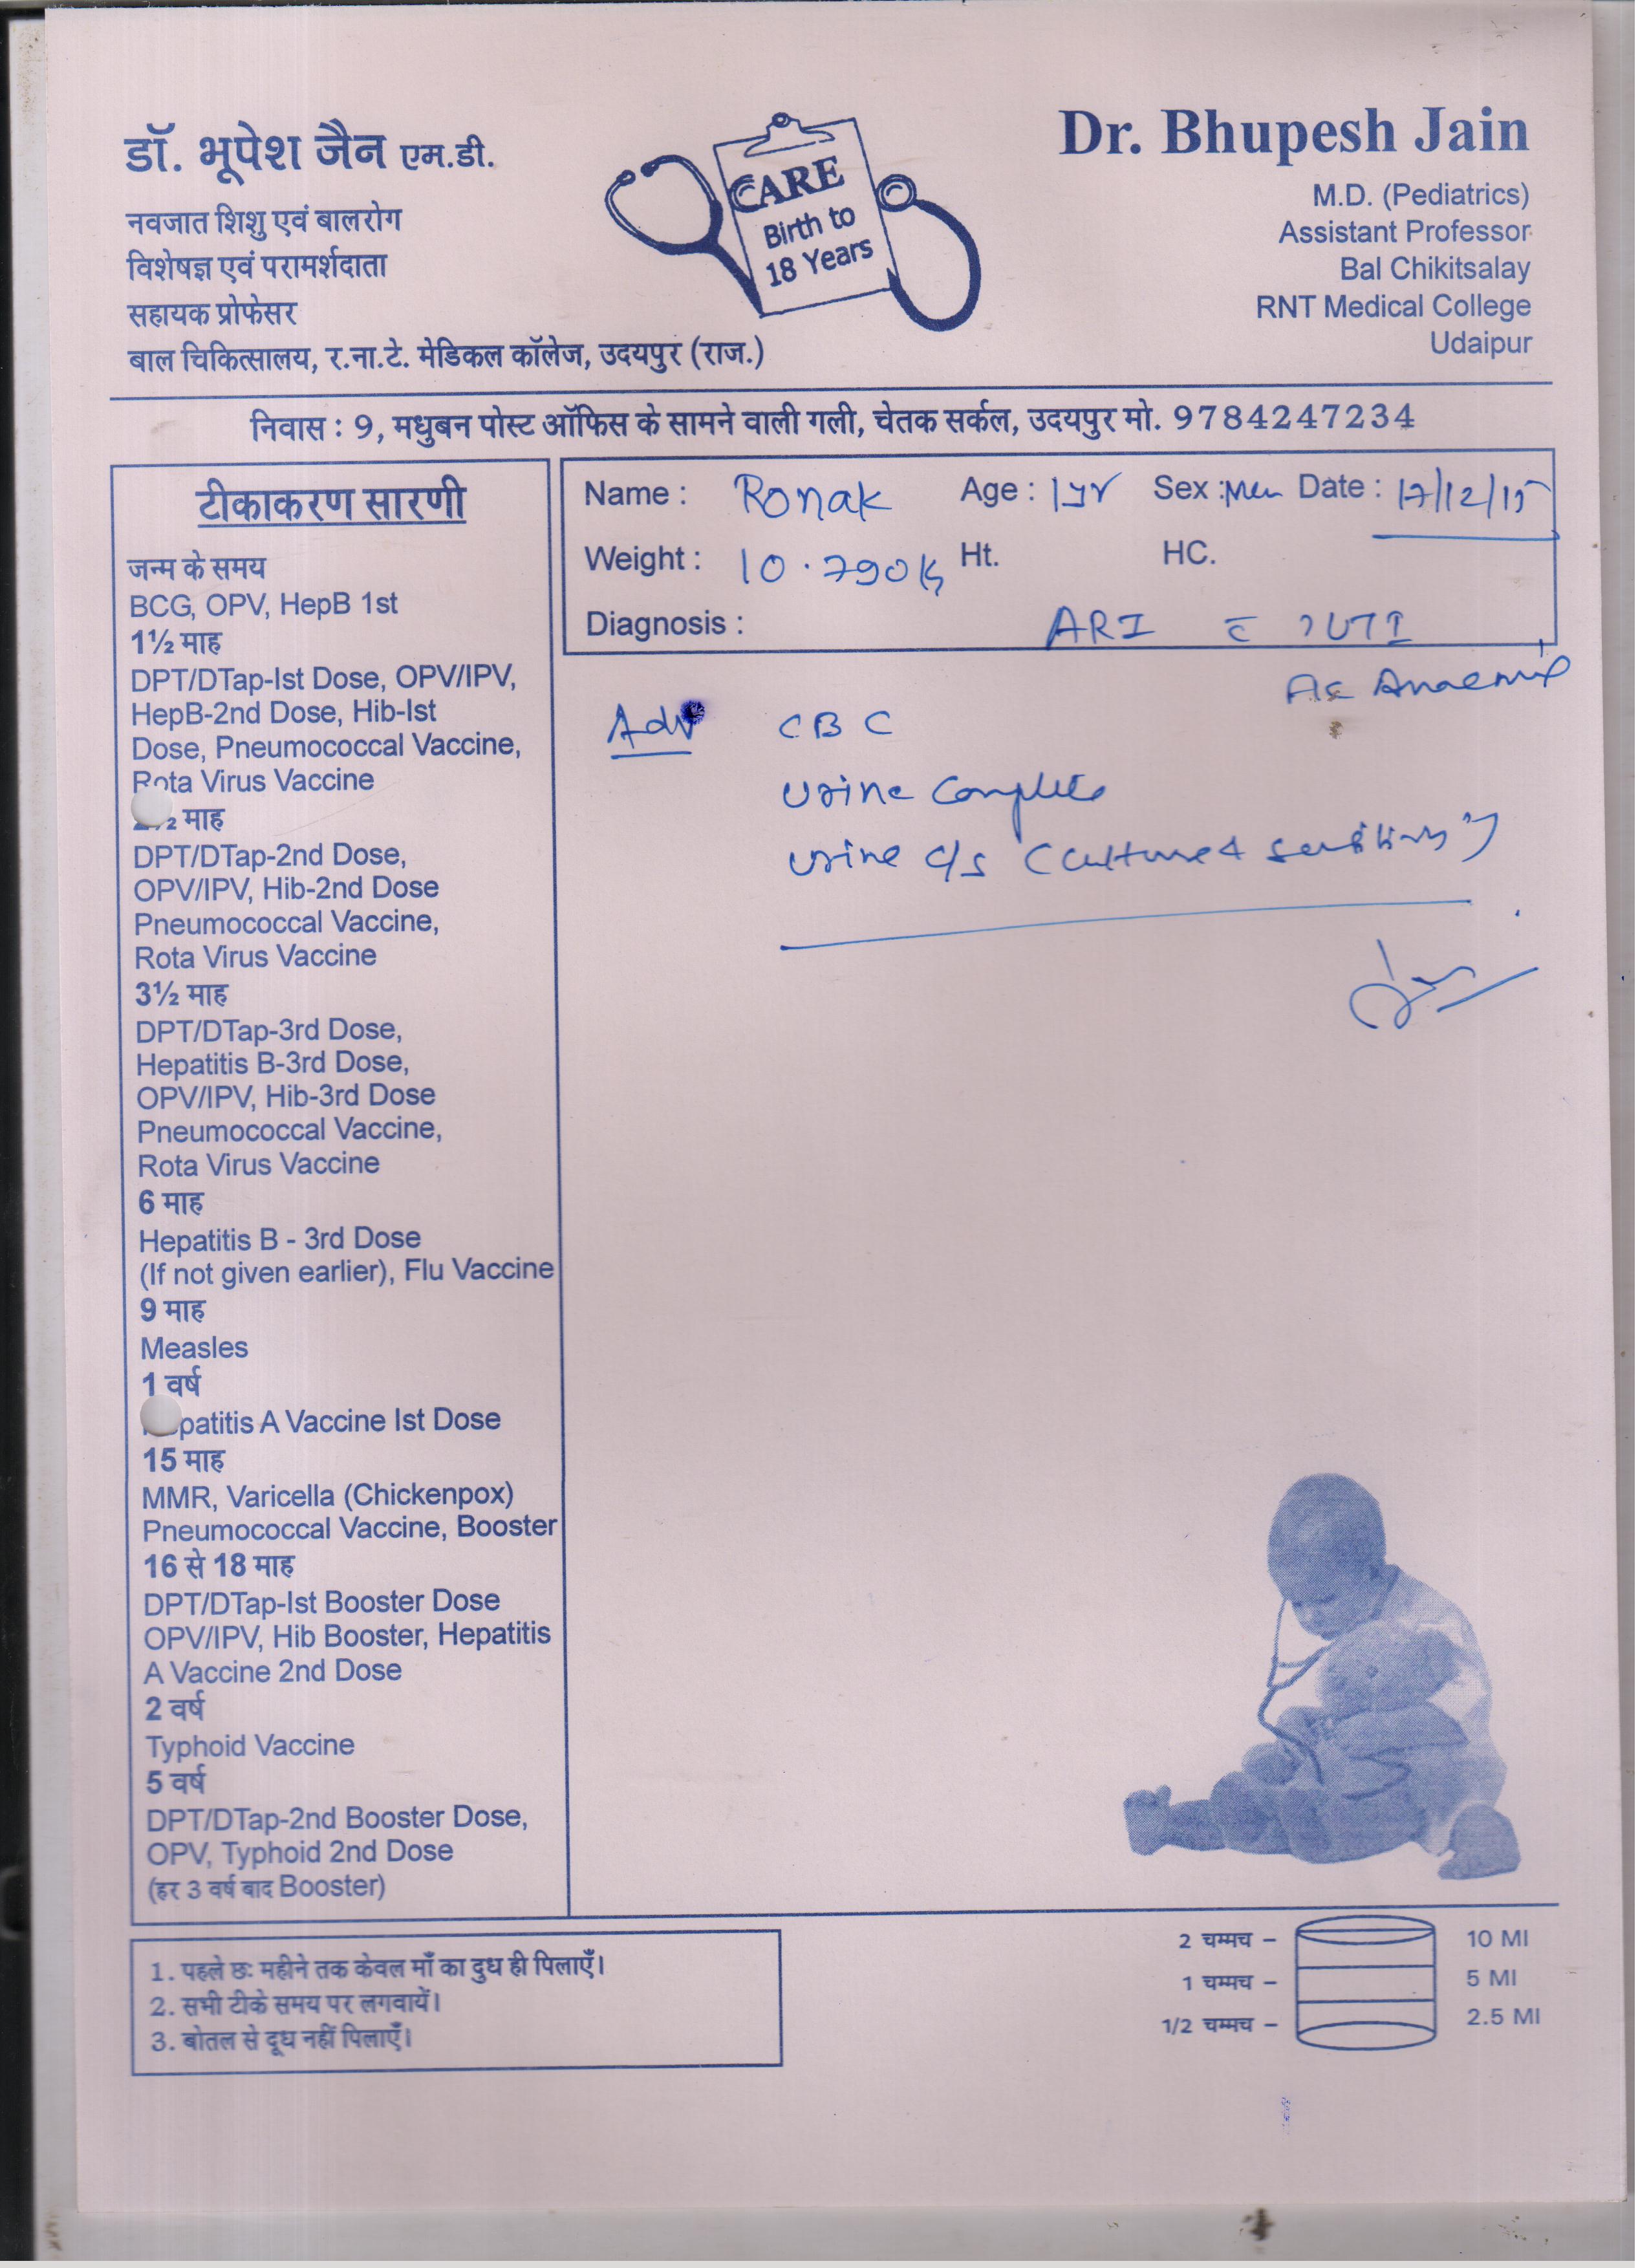 डॉ. भूपेश जैन एम.डी.
नवजात शिशु एवं बालरोग
विशेषज्ञ एवं परामर्शदाता
सहायक प्रोफेसर
बाल चिकित्सालय, र.ना.टे. मेडिकल कॉलेज, उदयपुर (राज.)
CARE
Birth to
18 Years
Dr. Bhupesh Jain
M.D. (Pediatrics)
Assistant Professor
Bal Chikitsalay
RNT Medical College
Udaipur
निवास : 9, मधुबन पोस्ट ऑफिस के सामने वाली गली, चेतक सर्कल, उदयपुर मो. 9784247234
टीकाकरण सारणी
जन्म के समय
BCG, OPV, HepB 1st
1½ माह
DPT/DTap-Ist Dose, OPV/IPV,
HepB-2nd Dose, Hib-Ist
Dose, Pneumococcal Vaccine,
Rota Virus Vaccine
माह
DPT/DTap-2nd Dose,
OPV/IPV, Hib-2nd Dose
Pneumococcal Vaccine,
Rota Virus Vaccine
3½ माह
DPT/DTap-3rd Dose,
Hepatitis B-3rd Dose,
OPV/IPV, Hib-3rd Dose
Pneumococcal Vaccine,
Rota Virus Vaccine
6 माह
Hepatitis B - 3rd Dose
(If not given earlier), Flu Vaccine
9 माह
Measles
1 वर्ष
patitis A Vaccine Ist Dose
15 माह
MMR, Varicella (Chickenpox)
Pneumococcal Vaccine, Booster
16 से 18 माह
DPT/DTap-Ist Booster Dose
OPV/IPV, Hib Booster, Hepatitis
A Vaccine 2nd Dose
2 वर्ष
Typhoid Vaccine
5 वर्ष
DPT/DTap-2nd Booster Dose,
OPV, Typhoid 2nd Dose
(हर 3 वर्ष बाद Booster)
Name : Ronak Age : 1yr Sex : Date : 17/12/15
Weight : 10.790kg Ht. HC.
Diagnosis : ARI c̄ ?UTI
Adv CBC
Urine Complete
Urine c/s (Culture & sensitivity)
1. पहले छः महीने तक केवल माँ का दुध ही पिलाएँ।
2. सभी टीके समय पर लगवायें।
3. बोतल से दूध नहीं पिलाएँ।
2 चम्मच – 10 Ml
1 चम्मच – 5 Ml
1/2 चम्मच – 2.5 Ml